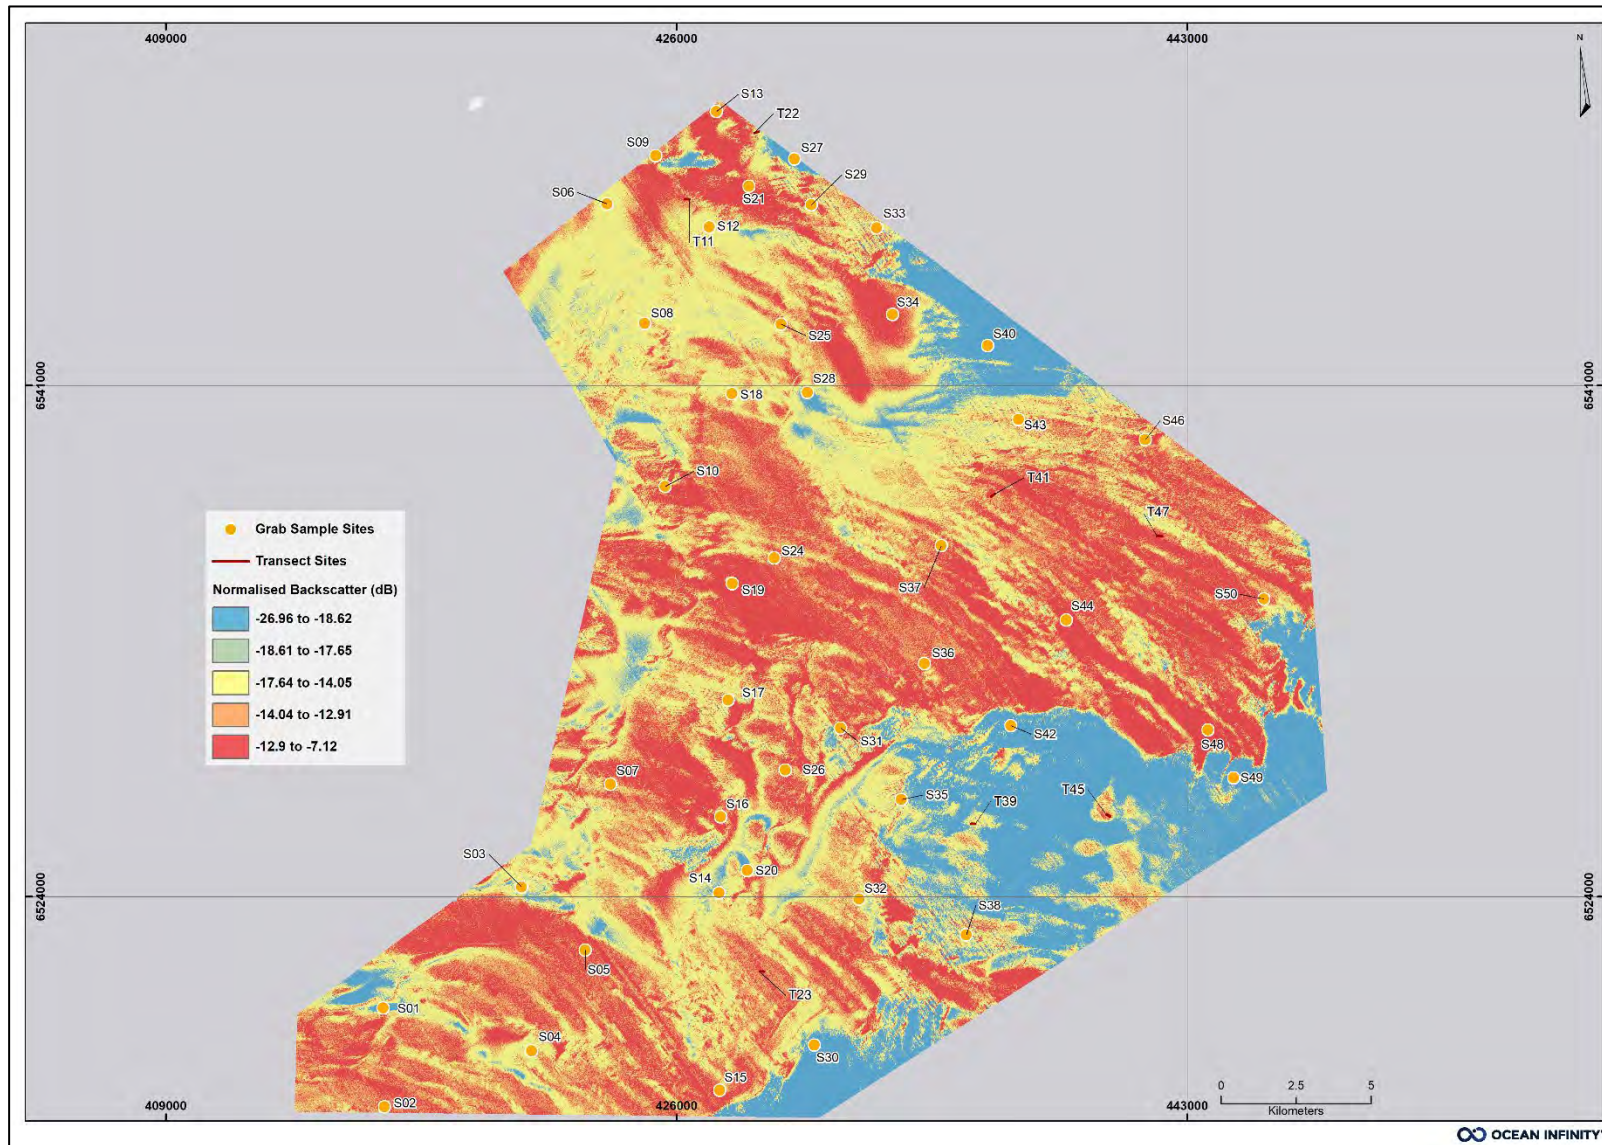 409000 426000 443000
N
S13
T22
S09
S27
S29
S06
S21
S33
S12
T11
S34
S08
S25
S40
6541000 6541000
S28
S18
S43
S46
S10
T41
T47
Grab Sample Sites
Transect Sites
Normalised Backscatter (dB)
-26.96 to -18.62
-18.61 to -17.65
-17.64 to -14.05
-14.04 to -12.91
-12.9 to -7.12
S24
S37
S19
S50
S44
S36
S17
S31
S42
S48
S26
S07
S49
S35
T39
T45
S16
S03
S20
S14
S32
6524000 6524000
S38
S05
T23
S01
S04
S30
S15
S02
0 2.5 5
Kilometers
409000 426000 443000
OCEAN INFINITY